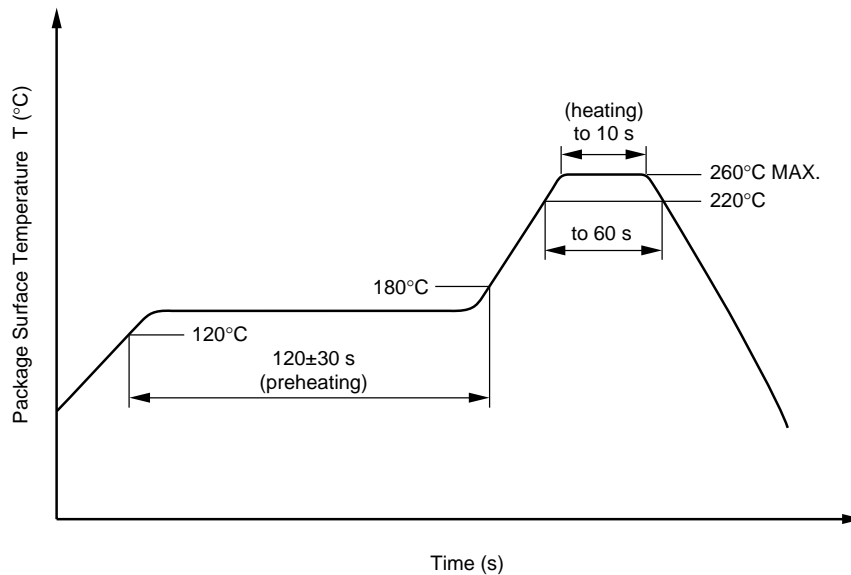 Package Surface Temperature T (°C)
(heating)
to 10 s
260°C MAX.
220°C
to 60 s
180°C
120°C
120±30 s
(preheating)
Time (s)